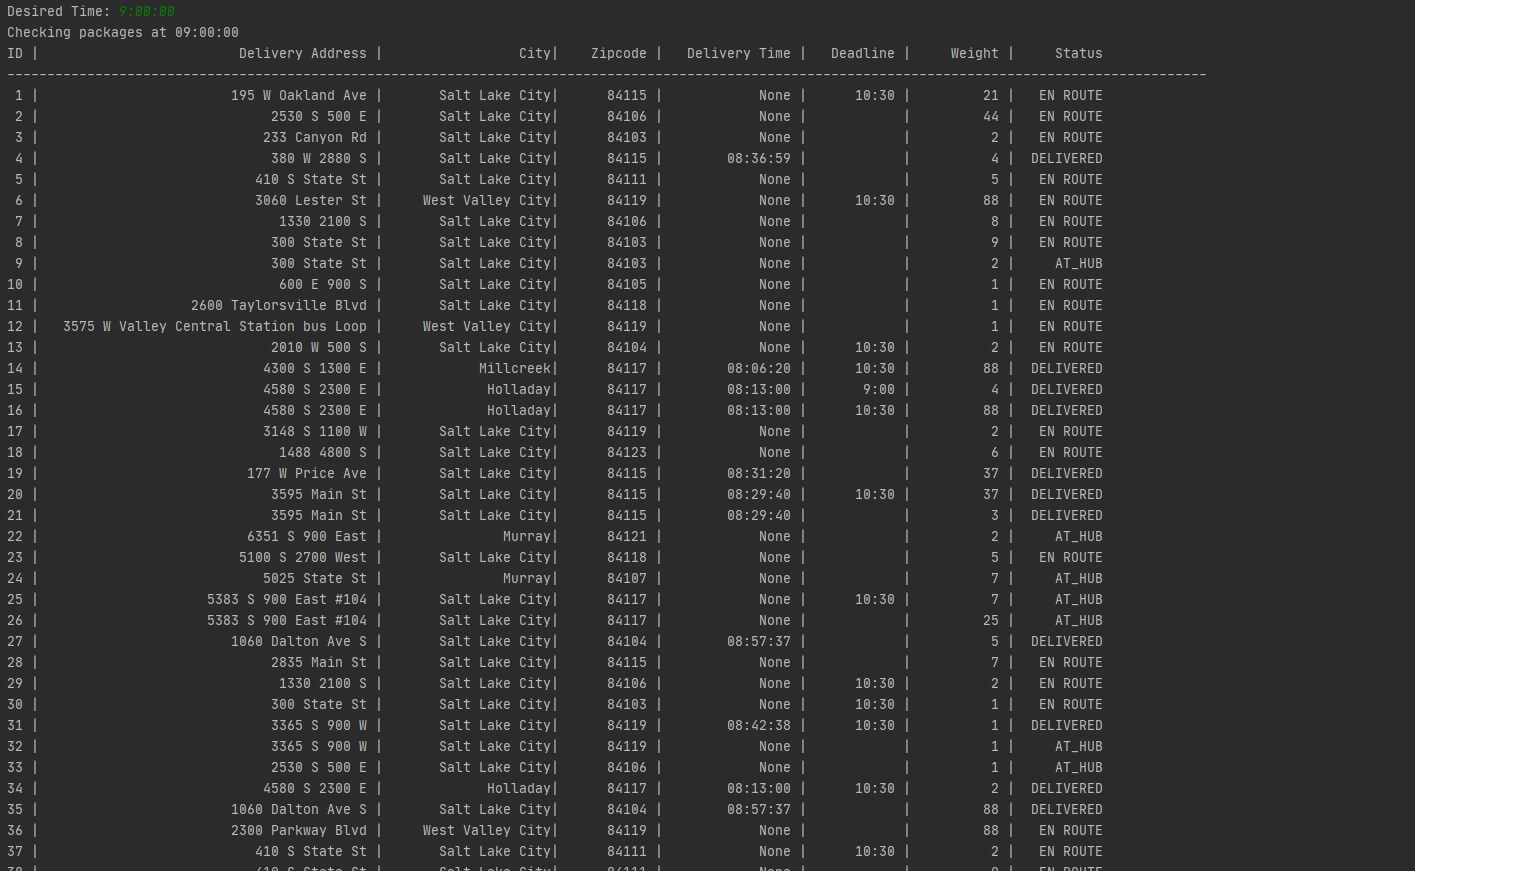 Desired Time: 9:00:00
Checking packages at 09:00:00
ID | Delivery Address | City| Zipcode | Delivery Time | Deadline | Weight | Status
------------------------------------------------------------------------------------------------------------------------------------------------------
1 | 195 W Oakland Ave | Salt Lake City| 84115 | None | 10:30 | 21 | EN ROUTE
2 | 2530 S 500 E | Salt Lake City| 84106 | None | | 44 | EN ROUTE
3 | 233 Canyon Rd | Salt Lake City| 84103 | None | | 2 | EN ROUTE
4 | 380 W 2880 S | Salt Lake City| 84115 | 08:36:59 | | 4 | DELIVERED
5 | 410 S State St | Salt Lake City| 84111 | None | | 5 | EN ROUTE
6 | 3060 Lester St | West Valley City| 84119 | None | 10:30 | 88 | EN ROUTE
7 | 1330 2100 S | Salt Lake City| 84106 | None | | 8 | EN ROUTE
8 | 300 State St | Salt Lake City| 84103 | None | | 9 | EN ROUTE
9 | 300 State St | Salt Lake City| 84103 | None | | 2 | AT_HUB
10 | 600 E 900 S | Salt Lake City| 84105 | None | | 1 | EN ROUTE
11 | 2600 Taylorsville Blvd | Salt Lake City| 84118 | None | | 1 | EN ROUTE
12 | 3575 W Valley Central Station bus Loop | West Valley City| 84119 | None | | 1 | EN ROUTE
13 | 2010 W 500 S | Salt Lake City| 84104 | None | 10:30 | 2 | EN ROUTE
14 | 4300 S 1300 E | Millcreek| 84117 | 08:06:20 | 10:30 | 88 | DELIVERED
15 | 4580 S 2300 E | Holladay| 84117 | 08:13:00 | 9:00 | 4 | DELIVERED
16 | 4580 S 2300 E | Holladay| 84117 | 08:13:00 | 10:30 | 88 | DELIVERED
17 | 3148 S 1100 W | Salt Lake City| 84119 | None | | 2 | EN ROUTE
18 | 1488 4800 S | Salt Lake City| 84123 | None | | 6 | EN ROUTE
19 | 177 W Price Ave | Salt Lake City| 84115 | 08:31:20 | | 37 | DELIVERED
20 | 3595 Main St | Salt Lake City| 84115 | 08:29:40 | 10:30 | 37 | DELIVERED
21 | 3595 Main St | Salt Lake City| 84115 | 08:29:40 | | 3 | DELIVERED
22 | 6351 S 900 East | Murray| 84121 | None | | 2 | AT_HUB
23 | 5100 S 2700 West | Salt Lake City| 84118 | None | | 5 | EN ROUTE
24 | 5025 State St | Murray| 84107 | None | | 7 | AT_HUB
25 | 5383 S 900 East #104 | Salt Lake City| 84117 | None | 10:30 | 7 | AT_HUB
26 | 5383 S 900 East #104 | Salt Lake City| 84117 | None | | 25 | AT_HUB
27 | 1060 Dalton Ave S | Salt Lake City| 84104 | 08:57:37 | | 5 | DELIVERED
28 | 2835 Main St | Salt Lake City| 84115 | None | | 7 | EN ROUTE
29 | 1330 2100 S | Salt Lake City| 84106 | None | 10:30 | 2 | EN ROUTE
30 | 300 State St | Salt Lake City| 84103 | None | 10:30 | 1 | EN ROUTE
31 | 3365 S 900 W | Salt Lake City| 84119 | 08:42:38 | 10:30 | 1 | DELIVERED
32 | 3365 S 900 W | Salt Lake City| 84119 | None | | 1 | AT_HUB
33 | 2530 S 500 E | Salt Lake City| 84106 | None | | 1 | AT_HUB
34 | 4580 S 2300 E | Holladay| 84117 | 08:13:00 | 10:30 | 2 | DELIVERED
35 | 1060 Dalton Ave S | Salt Lake City| 84104 | 08:57:37 | | 88 | DELIVERED
36 | 2300 Parkway Blvd | West Valley City| 84119 | None | | 88 | EN ROUTE
37 | 410 S State St | Salt Lake City| 84111 | None | 10:30 | 2 | EN ROUTE